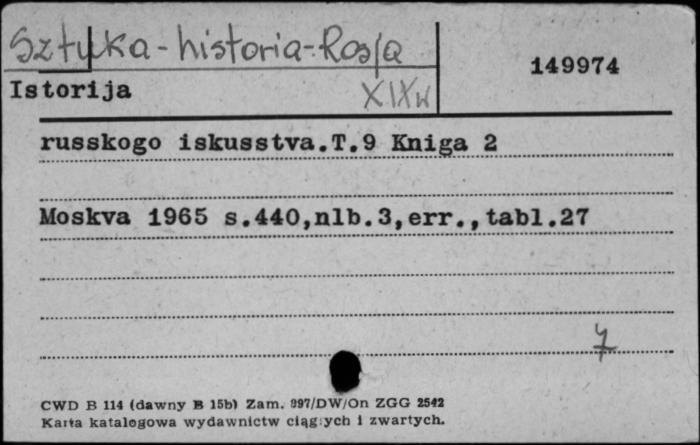 Sztuka - historia - Rosja
149974
Istorija
XIXw
russkogo iskusstva.T.9 Kniga 2
Moskva 1965 s.440,nlb.3,err.,tabl.27
7
CWD B 114 (dawny B 15b) Zam. 997/DW/On ZGG 2542
Karta katalogowa wydawnictw ciągłych i zwartych.